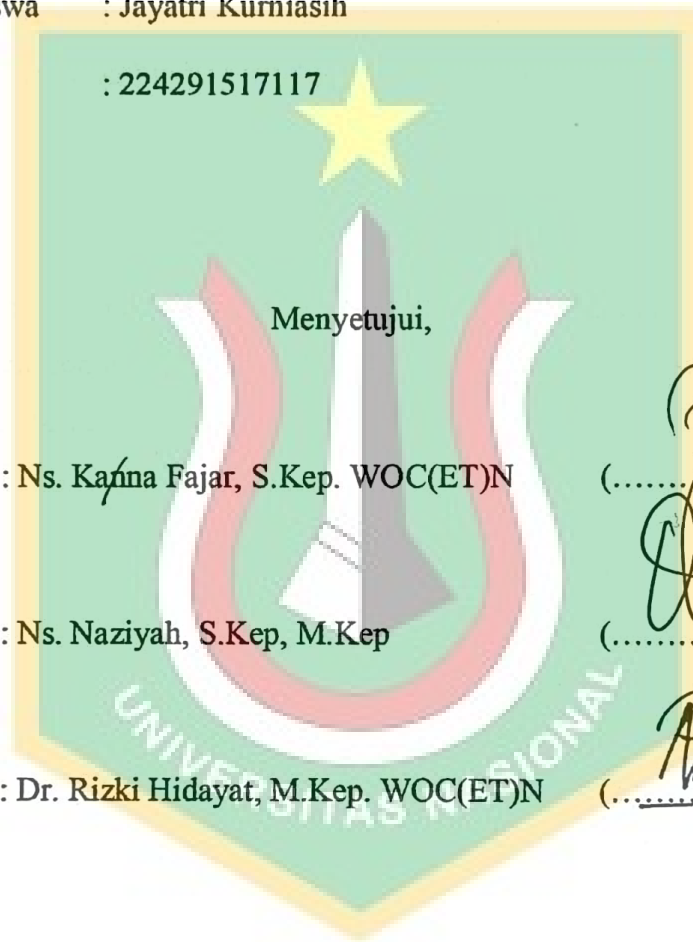 swa : Jayatri Kurniasih
: 224291517117
Menyetujui,
: Ns. Kanna Fajar, S.Kep. WOC(ET)N (.......
: Ns. Naziyah, S.Kep, M.Kep (.......
: Dr. Rizki Hidayat, M.Kep. WOC(ET)N (.......
UNIVERSITAS NASIONAL